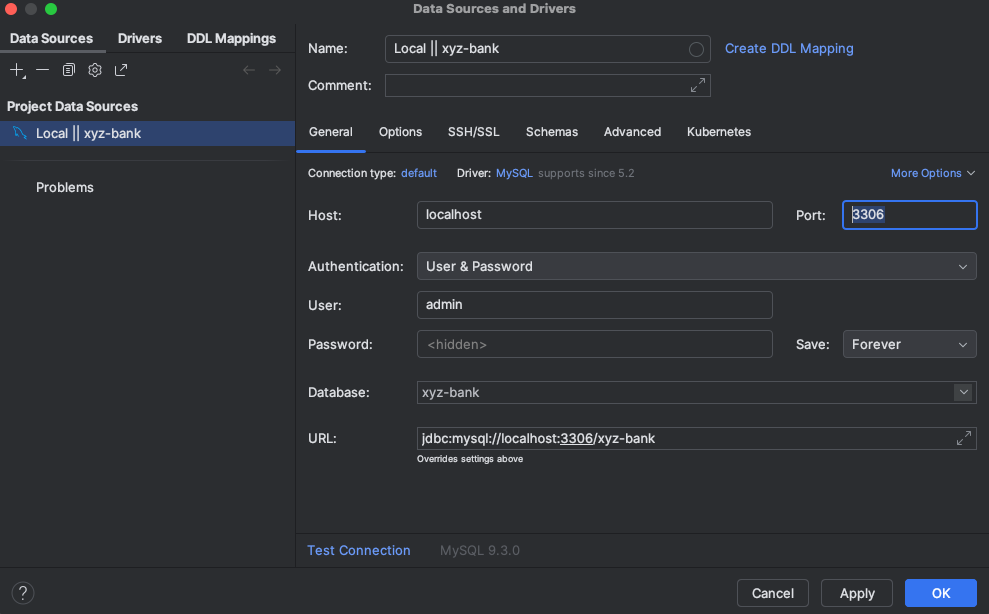 Data Sources and Drivers
Data Sources Drivers DDL Mappings
Project Data Sources
Local || xyz-bank
Problems
Name: Local || xyz-bank Create DDL Mapping
Comment:
General Options SSH/SSL Schemas Advanced Kubernetes
Connection type: default Driver: MySQL supports since 5.2 More Options
Host: localhost Port: 3306
Authentication: User & Password
User: admin
Password: <hidden> Save: Forever
Database: xyz-bank
URL: jdbc:mysql://localhost:3306/xyz-bank
Overrides settings above
Test Connection MySQL 9.3.0
? Cancel Apply OK